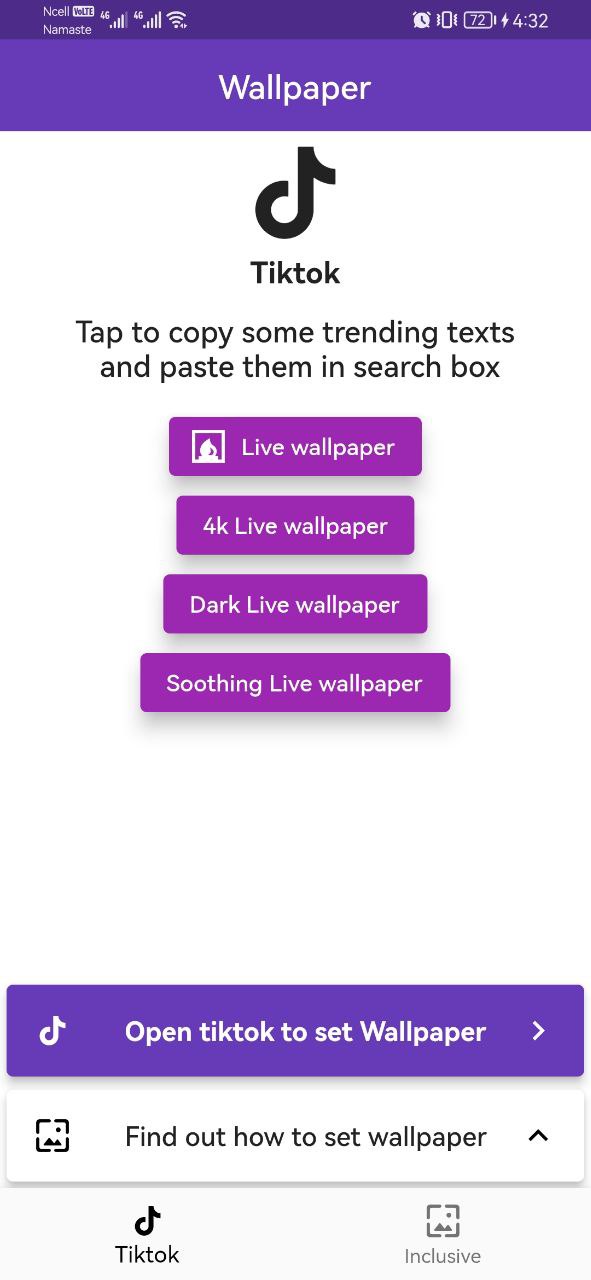 Ncell VoLTE
Namaste
4G 4G
72 4:32
Wallpaper
Tiktok
Tap to copy some trending texts
and paste them in search box
Live wallpaper
4k Live wallpaper
Dark Live wallpaper
Soothing Live wallpaper
Open tiktok to set Wallpaper
Find out how to set wallpaper
Tiktok
Inclusive